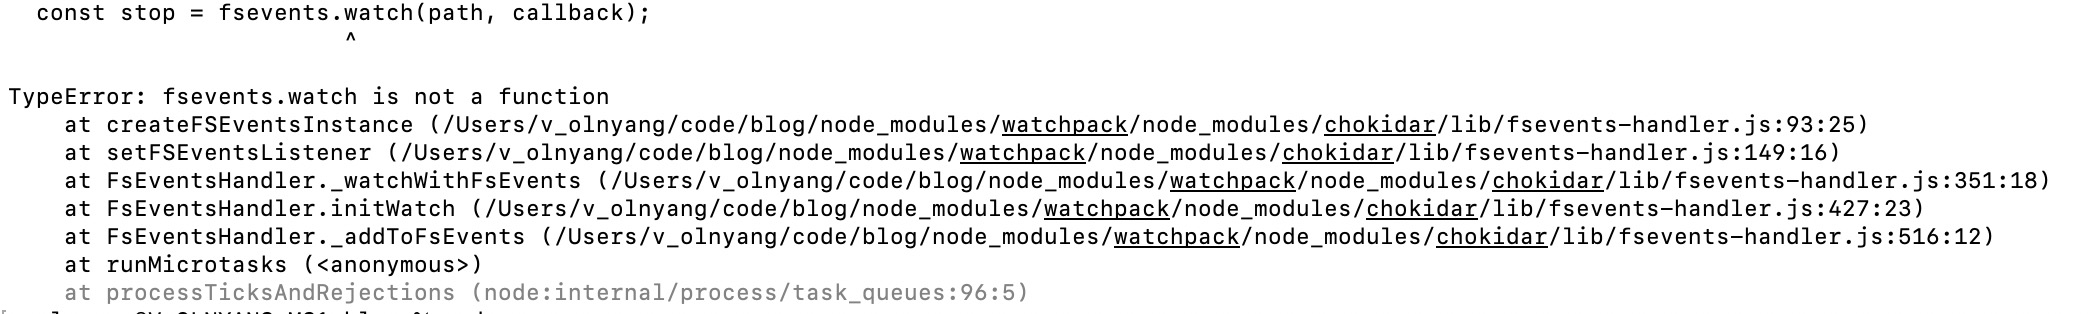 const stop = fsevents.watch(path, callback);
^
TypeError: fsevents.watch is not a function
at createFSEventsInstance (/Users/v_olnyang/code/blog/node_modules/watchpack/node_modules/chokidar/lib/fsevents-handler.js:93:25)
at setFSEventsListener (/Users/v_olnyang/code/blog/node_modules/watchpack/node_modules/chokidar/lib/fsevents-handler.js:149:16)
at FsEventsHandler._watchWithFsEvents (/Users/v_olnyang/code/blog/node_modules/watchpack/node_modules/chokidar/lib/fsevents-handler.js:351:18)
at FsEventsHandler.initWatch (/Users/v_olnyang/code/blog/node_modules/watchpack/node_modules/chokidar/lib/fsevents-handler.js:427:23)
at FsEventsHandler._addToFsEvents (/Users/v_olnyang/code/blog/node_modules/watchpack/node_modules/chokidar/lib/fsevents-handler.js:516:12)
at runMicrotasks (<anonymous>)
at processTicksAndRejections (node:internal/process/task_queues:96:5)